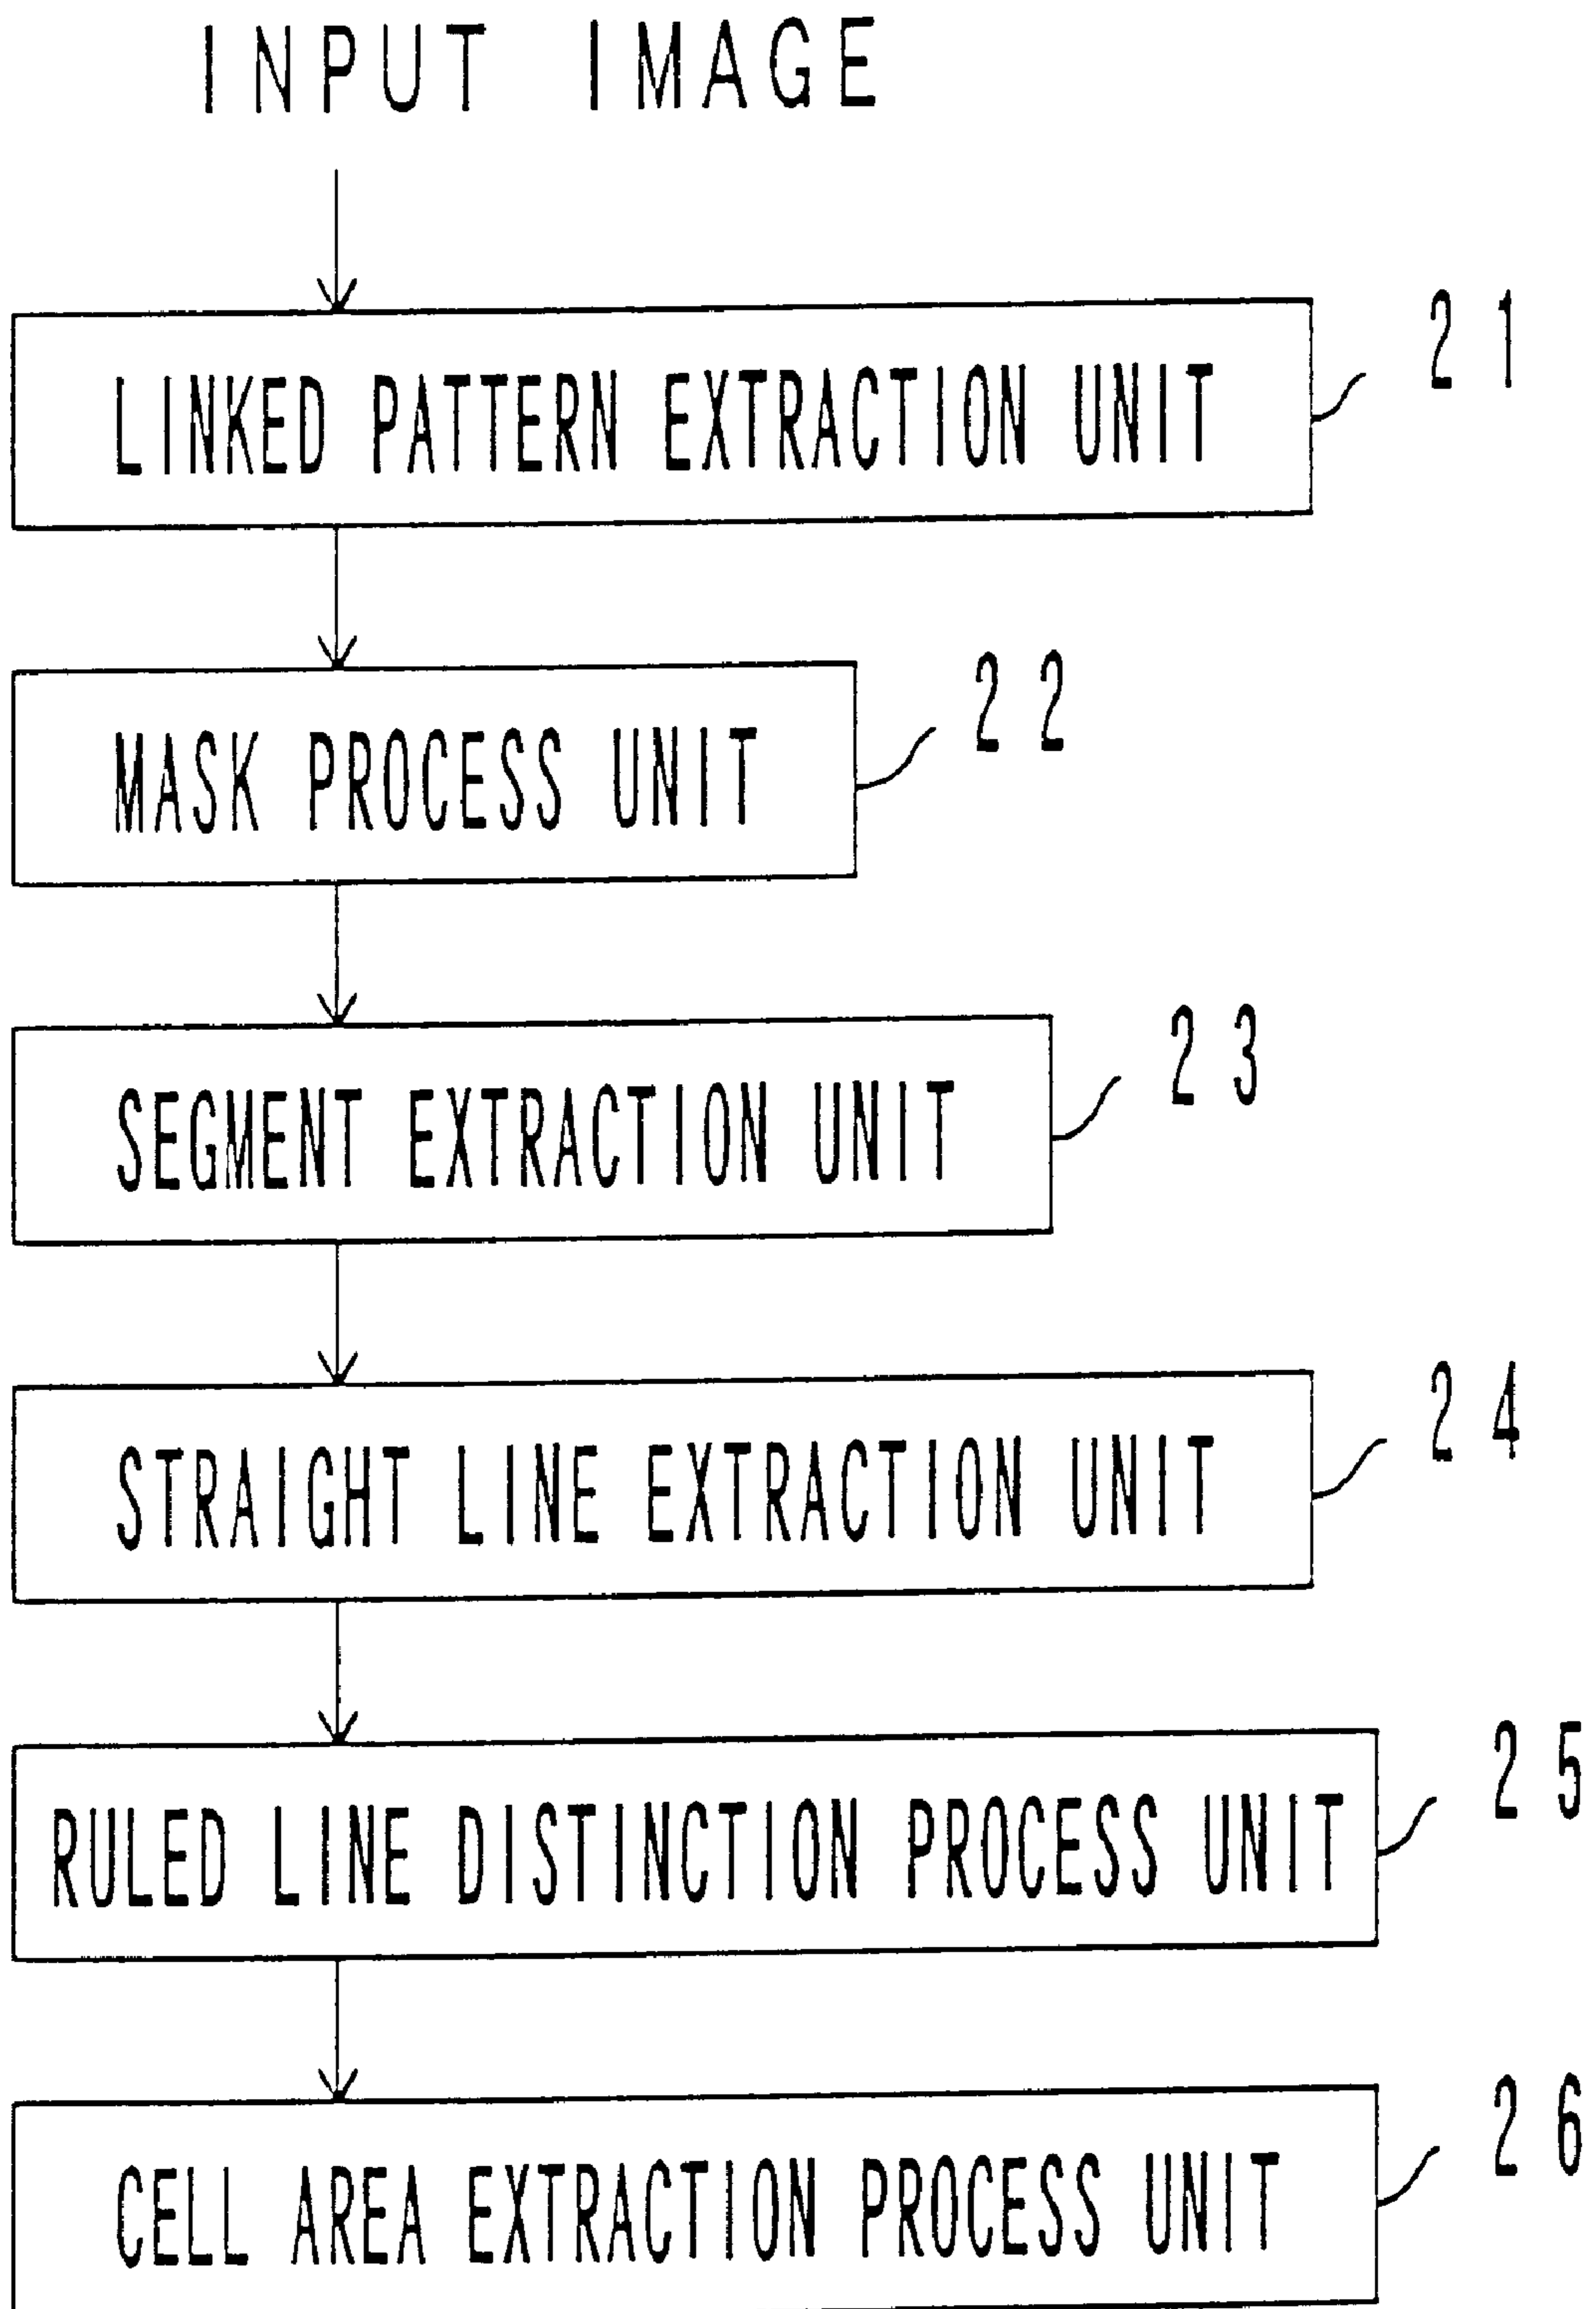 INPUT IMAGE
LINKED PATTERN EXTRACTION UNIT
21
MASK PROCESS UNIT
22
SEGMENT EXTRACTION UNIT
23
STRAIGHT LINE EXTRACTION UNIT
24
RULED LINE DISTINCTION PROCESS UNIT
25
CELL AREA EXTRACTION PROCESS UNIT
26